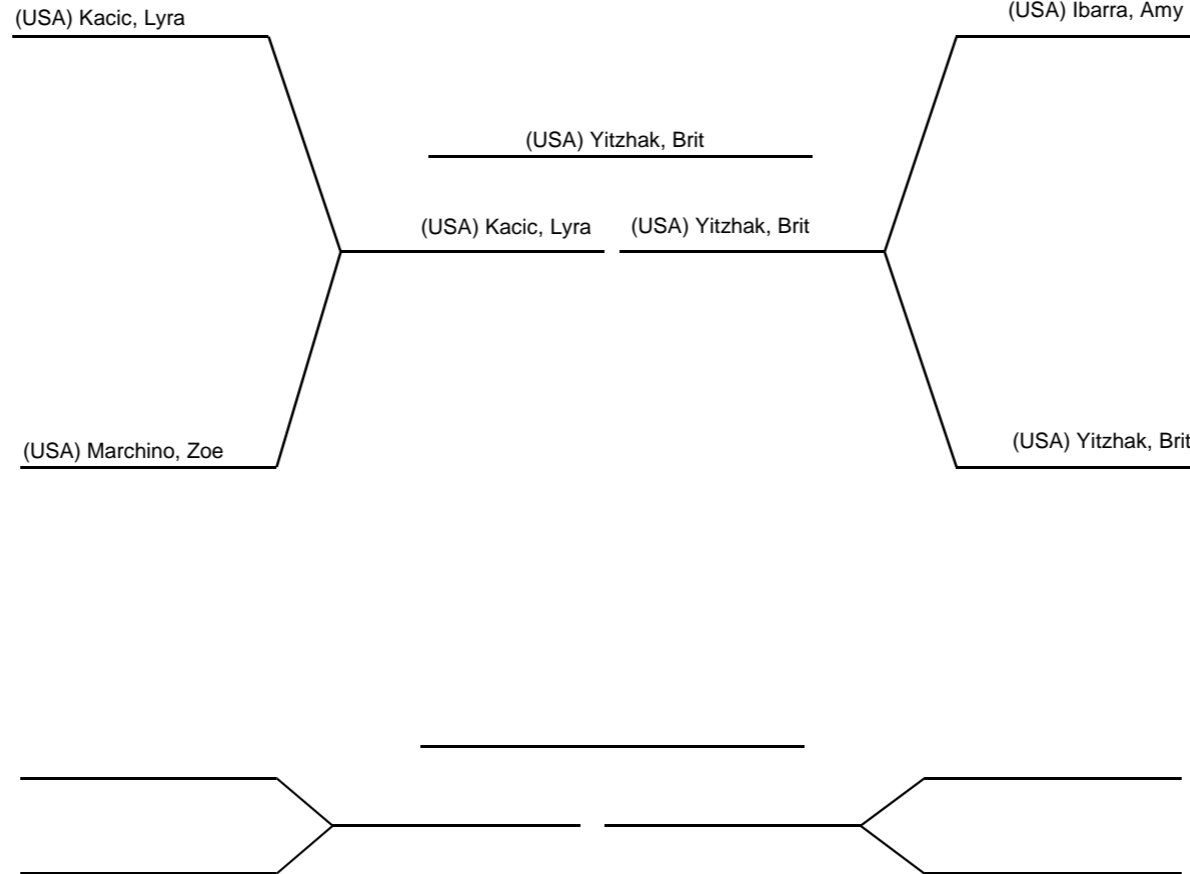 (USA) Kacic, Lyra
(USA) Ibarra, Amy
(USA) Yitzhak, Brit
(USA) Kacic, Lyra
(USA) Yitzhak, Brit
(USA) Marchino, Zoe
(USA) Yitzhak, Brit